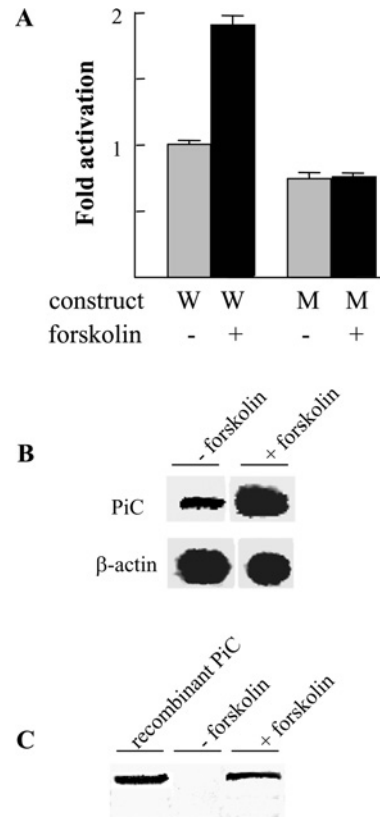 A
Fold activation
2
1
construct W W M M
forskolin - + - +
B
- forskolin
+ forskolin
PiC
β-actin
C
recombinant PiC
- forskolin
+ forskolin